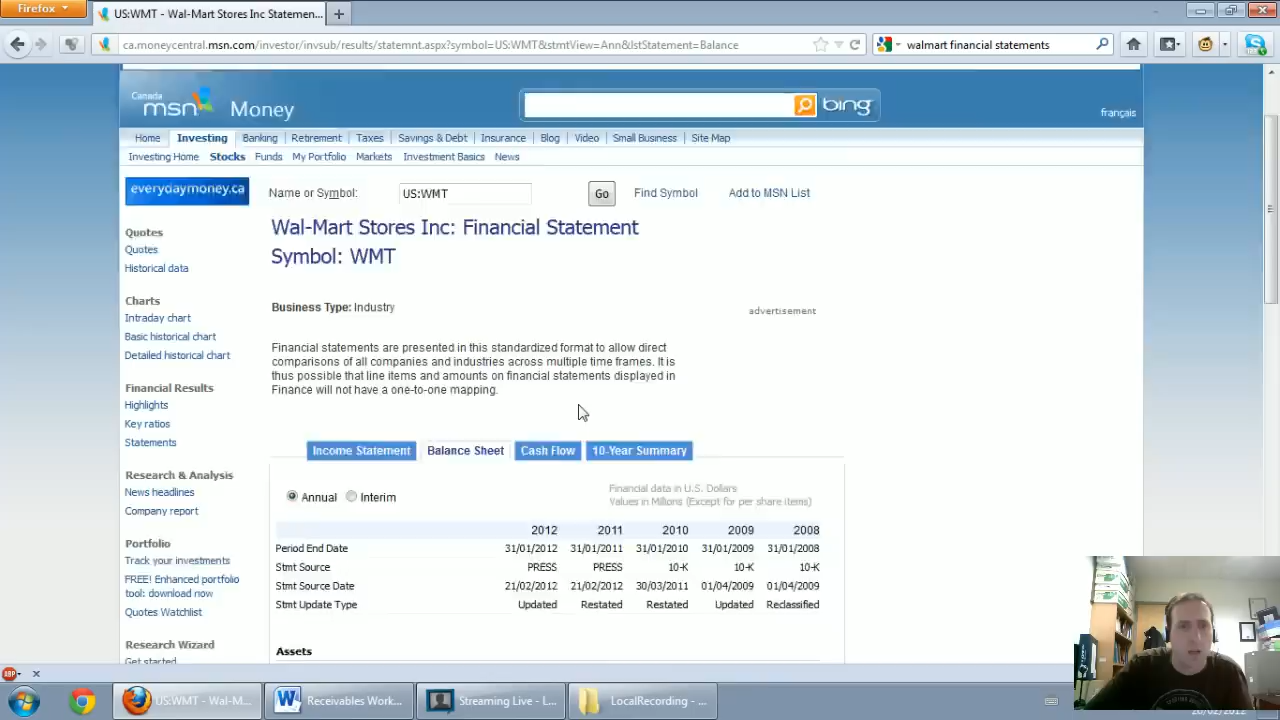 Firefox
US:WMT - Wal-Mart Stores Inc Statemen...
ca.moneycentral.msn.com/investor/invsub/results/statemnt.aspx?symbol=US:WMT&stmtView=Ann&lstStatement=Balance
walmart financial statements
Canada
msn Money
bing
français
Home Investing Banking Retirement Taxes Savings & Debt Insurance Blog Video Small Business Site Map
Investing Home Stocks Funds My Portfolio Markets Investment Basics News
everydaymoney.ca
Name or Symbol: US:WMT Go Find Symbol Add to MSN List
Wal-Mart Stores Inc: Financial Statement
Symbol: WMT
Quotes
Quotes
Historical data
Charts
Intraday chart
Basic historical chart
Detailed historical chart
Financial Results
Highlights
Key ratios
Statements
Research & Analysis
News headlines
Company report
Portfolio
Track your investments
FREE! Enhanced portfolio
tool: download now
Quotes Watchlist
Research Wizard
Get started
Business Type: Industry
advertisement
Financial statements are presented in this standardized format to allow direct
comparisons of all companies and industries across multiple time frames. It is
thus possible that line items and amounts on financial statements displayed in
Finance will not have a one-to-one mapping.
Income Statement Balance Sheet Cash Flow 10-Year Summary
Annual Interim
Financial data in U.S. Dollars
Values in Millions (Except for per share items)
2012 2011 2010 2009 2008
Period End Date 31/01/2012 31/01/2011 31/01/2010 31/01/2009 31/01/2008
Stmt Source PRESS PRESS 10-K 10-K 10-K
Stmt Source Date 21/02/2012 21/02/2012 30/03/2011 01/04/2009 01/04/2009
Stmt Update Type Updated Restated Restated Updated Reclassified
Assets
ABP
US:WMT - Wal-M...
Receivables Work...
Streaming Live - L...
LocalRecording - ...